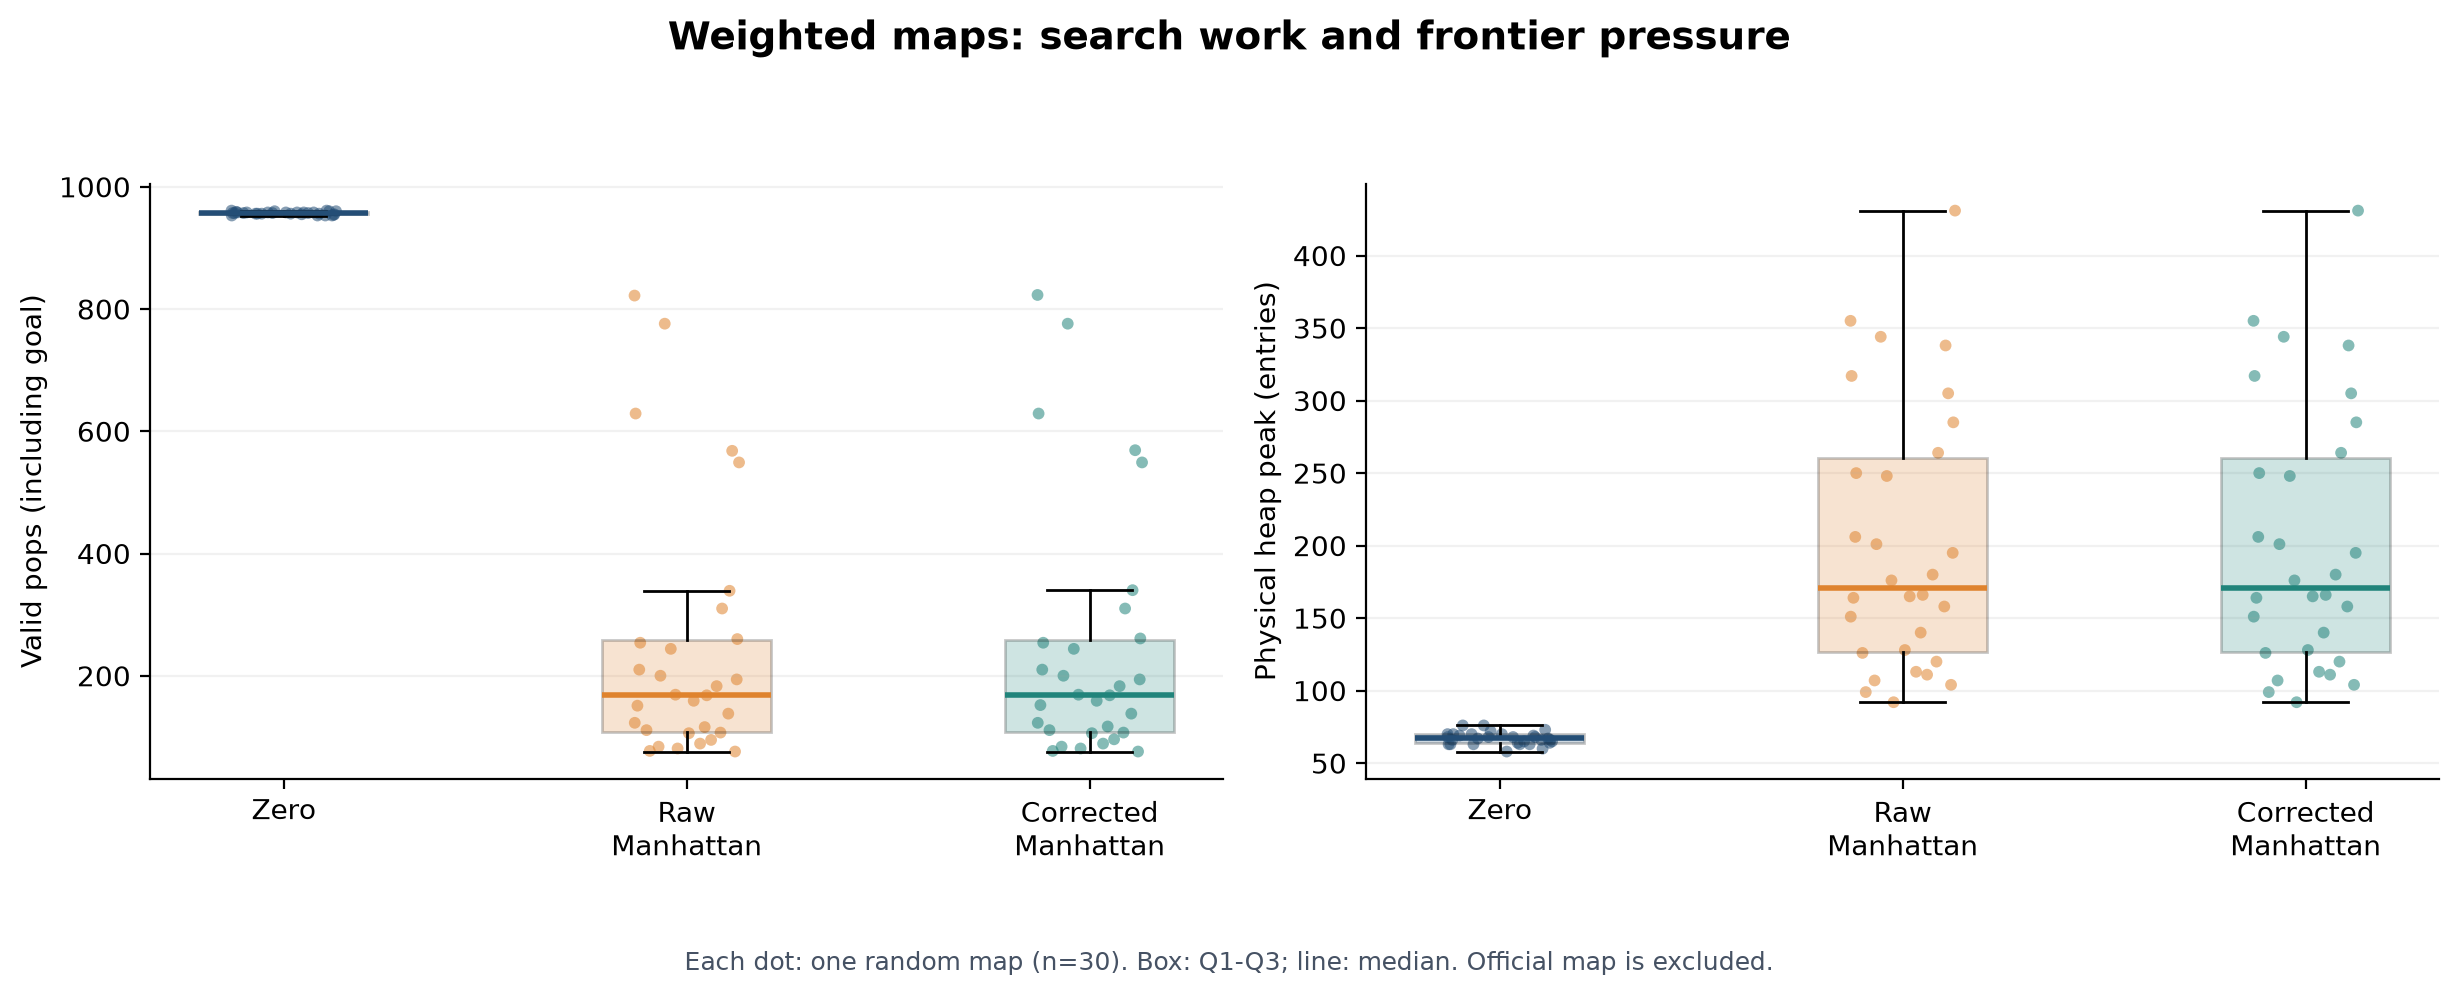 Weighted maps: search work and frontier pressure
Valid pops (including goal)
1000
800
600
400
200
Zero
Raw
Manhattan
Corrected
Manhattan
Physical heap peak (entries)
400
350
300
250
200
150
100
50
Zero
Raw
Manhattan
Corrected
Manhattan
Each dot: one random map (n=30). Box: Q1-Q3; line: median. Official map is excluded.